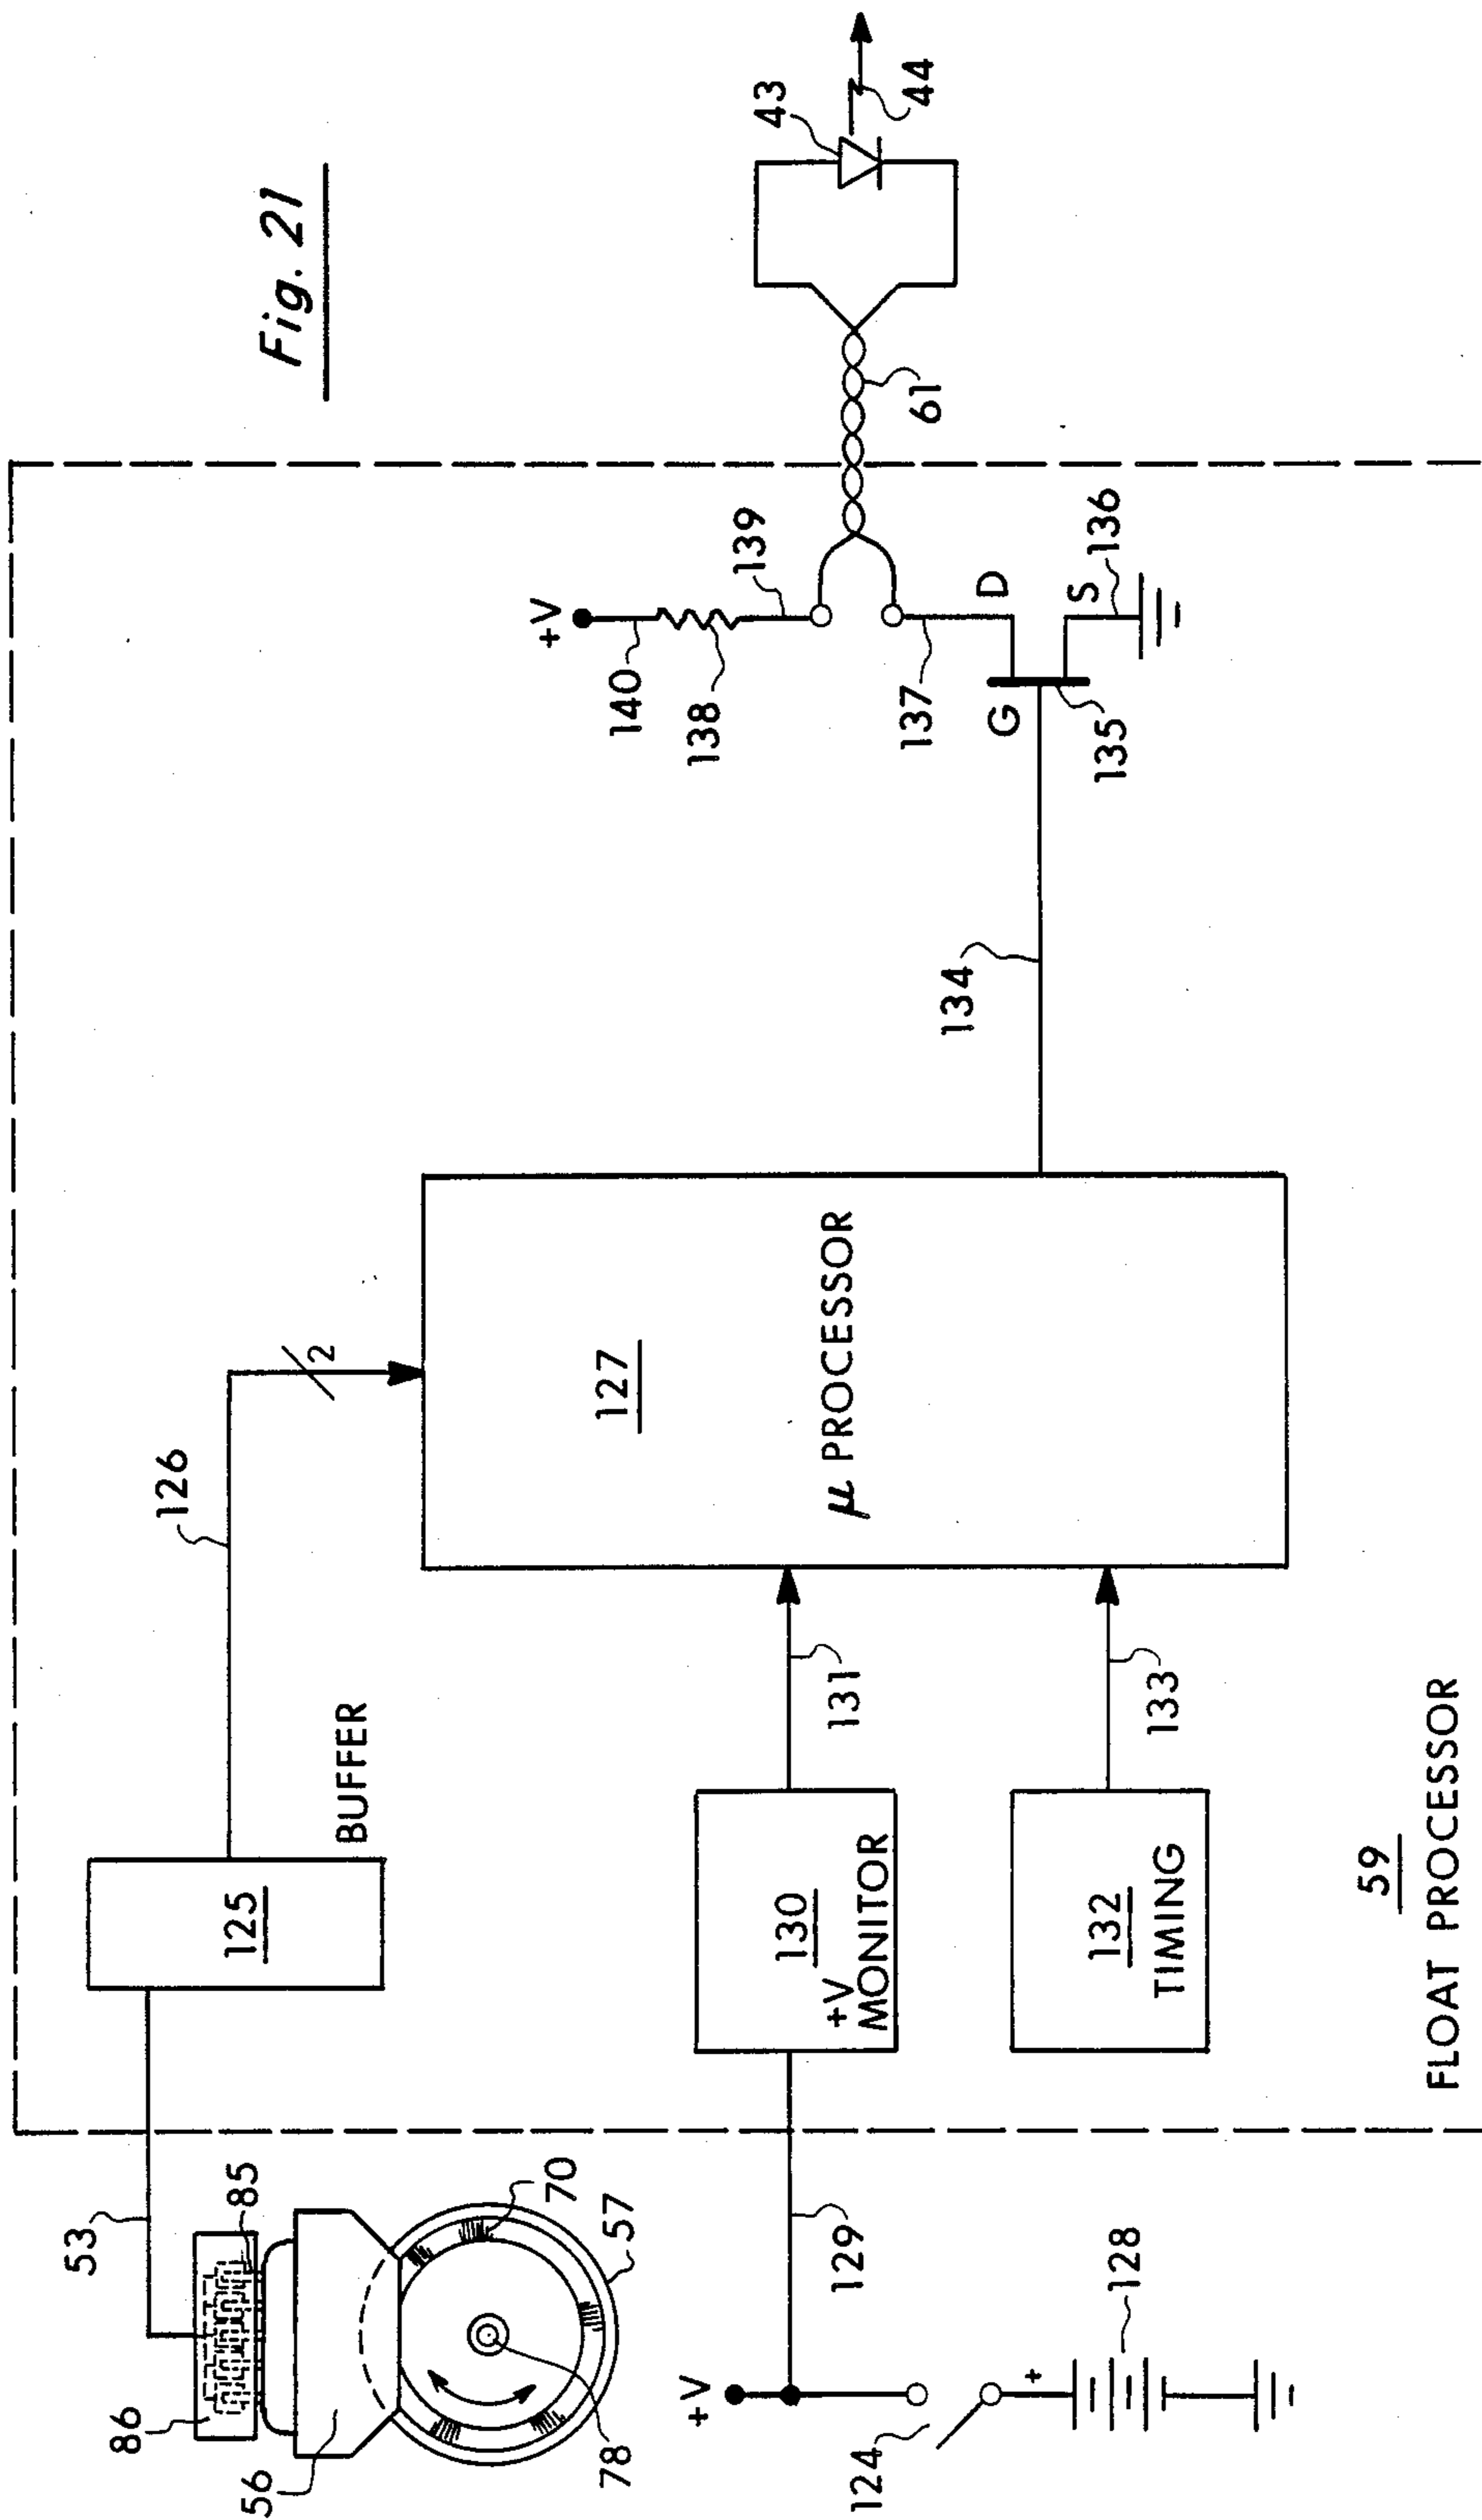 Fig. 21
53
86
85
56
70
57
78
125
BUFFER
126
2
127
μ PROCESSOR
+V
124
129
128
+
130
+V
MONITOR
131
132
TIMING
133
134
+V
140
138
139
137
D
G
S
135
136
61
43
44
59
FLOAT PROCESSOR